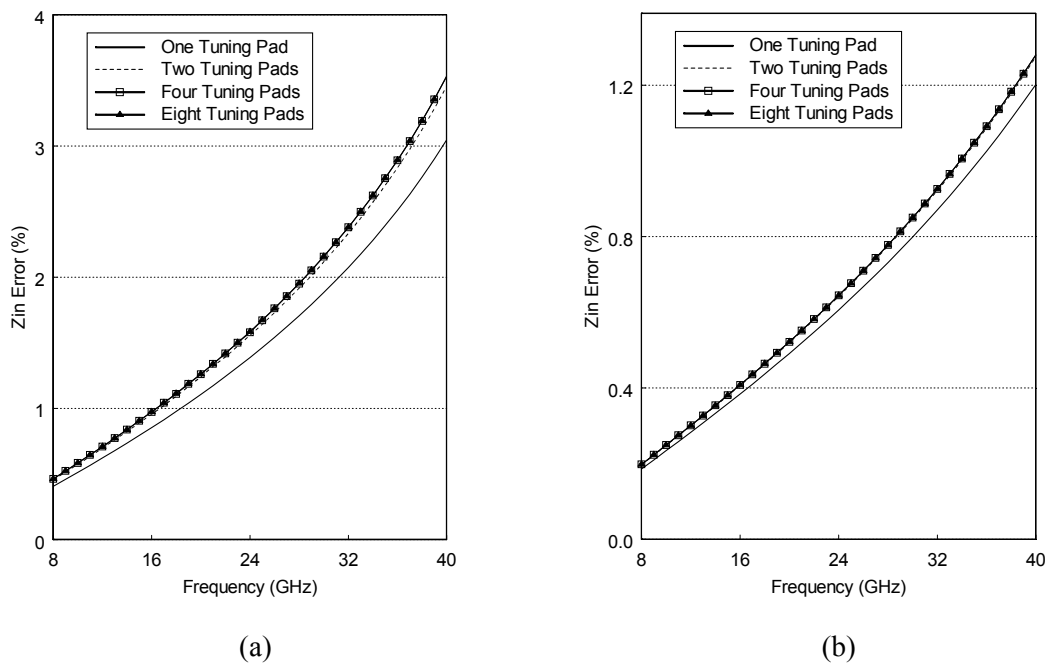 4
One Tuning Pad
Two Tuning Pads
Four Tuning Pads
Eight Tuning Pads
3
2
1
0
Zin Error (%)
8 16 24 32 40
Frequency (GHz)
(a)
One Tuning Pad
Two Tuning Pads
Four Tuning Pads
Eight Tuning Pads
1.2
0.8
0.4
0.0
Zin Error (%)
8 16 24 32 40
Frequency (GHz)
(b)